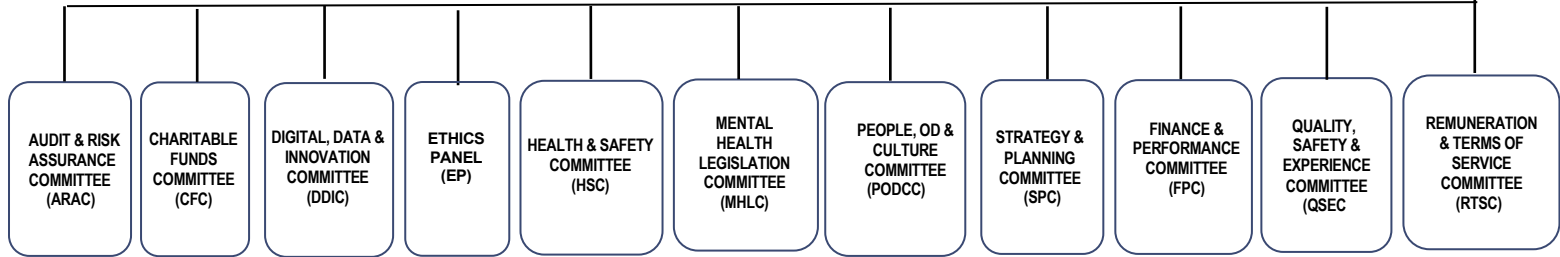 AUDIT & RISK
ASSURANCE
COMMITTEE
(ARAC)
CHARITABLE
FUNDS
COMMITTEE
(CFC)
DIGITAL, DATA &
INNOVATION
COMMITTEE
(DDIC)
ETHICS
PANEL
(EP)
HEALTH & SAFETY
COMMITTEE
(HSC)
MENTAL
HEALTH
LEGISLATION
COMMITTEE
(MHLC)
PEOPLE, OD &
CULTURE
COMMITTEE
(PODCC)
STRATEGY &
PLANNING
COMMITTEE
(SPC)
FINANCE &
PERFORMANCE
COMMITTEE
(FPC)
QUALITY,
SAFETY &
EXPERIENCE
COMMITTEE
(QSEC
REMUNERATION
& TERMS OF
SERVICE
COMMITTEE
(RTSC)